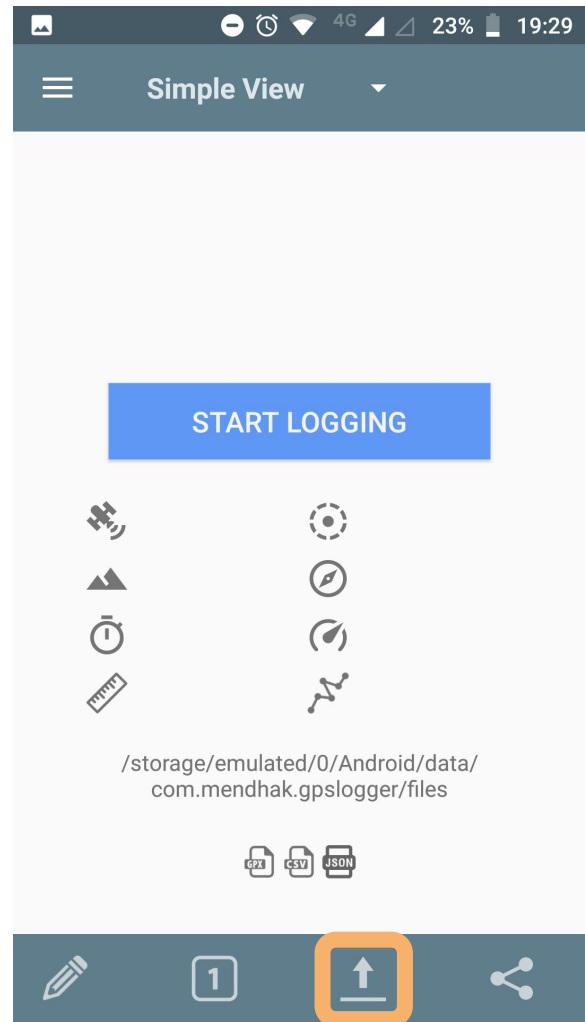 4G 23% 19:29
Simple View
START LOGGING
/storage/emulated/0/Android/data/
com.mendhak.gpslogger/files
GPX CSV JSON
1